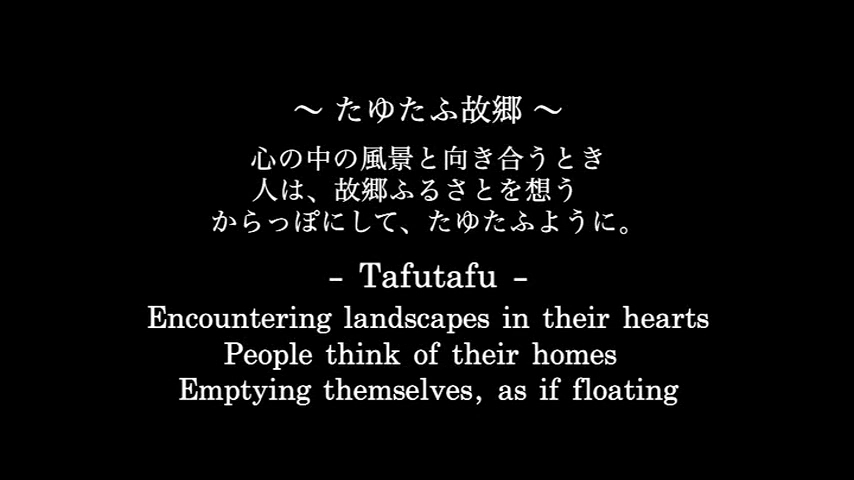 ～ たゆたふ故郷 ～
心の中の風景と向き合うとき
人は、故郷ふるさとを想う
からっぽにして、たゆたふように。
- Tafutafu -
Encountering landscapes in their hearts
People think of their homes
Emptying themselves, as if floating